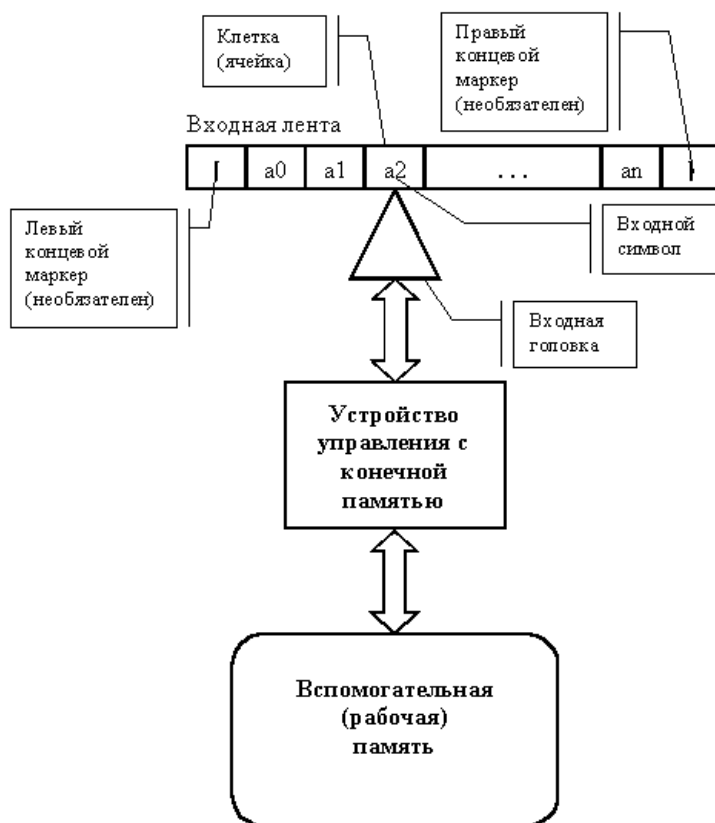 Клетка
(ячейка)
Правый
концевой
маркер
(необязателен)
Входная лента
a0 a1 a2 ... an
Левый
концевой
маркер
(необязателен)
Входной
символ
Входная
головка
Устройство
управления с
конечной
памятью
Вспомогательная
(рабочая)
память